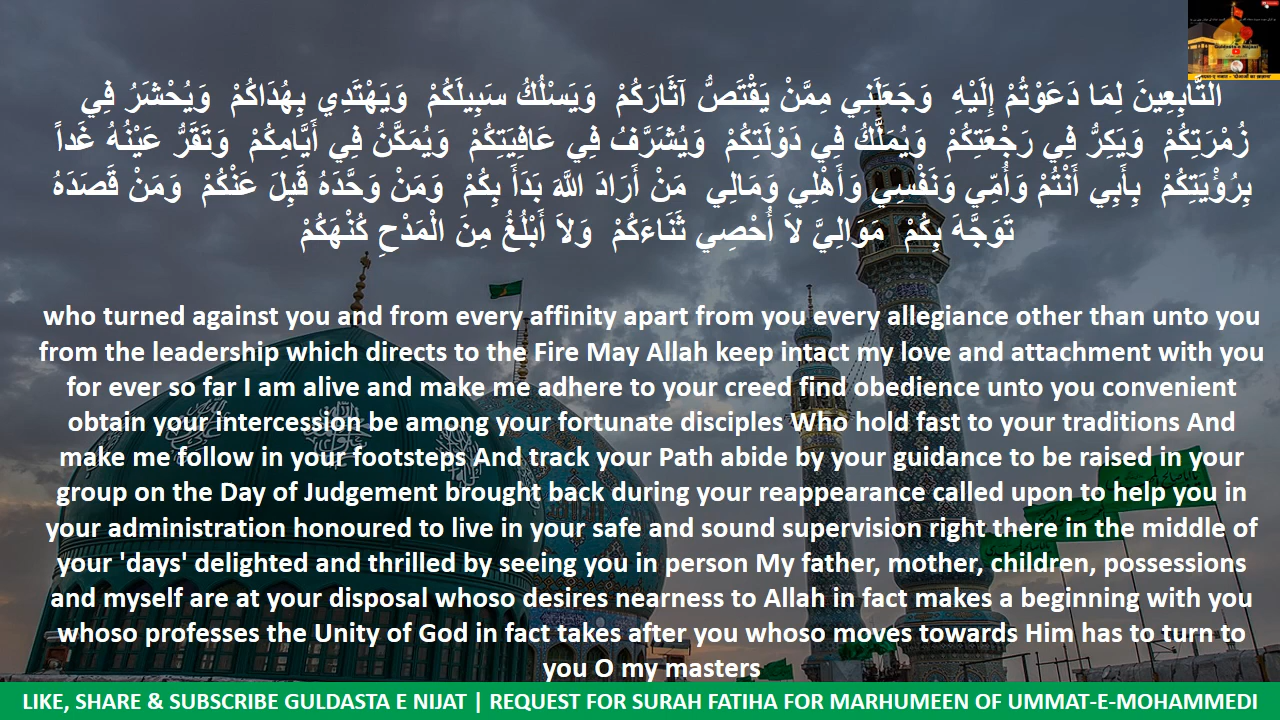 التَّابِعِينَ لِمَا دَعَوْتُمْ إِلَيْهِ وَجَعَلَنِي مِمَّنْ يَقْتَصُّ آثَارَكُمْ وَيَسْلُكُ سَبِيلَكُمْ وَيَهْتَدِي بِهُدَاكُمْ وَيُحْشَرُ فِي
زُمْرَتِكُمْ وَيَكِرُّ فِي رَجْعَتِكُمْ وَيُمَلَّكُ فِي دَوْلَتِكُمْ وَيُشَرَّفُ فِي عَافِيَتِكُمْ وَيُمَكَّنُ فِي أَيَّامِكُمْ وَتَقَرُّ عَيْنُهُ غَداً
بِرُؤْيَتِكُمْ بِأَبِي أَنْتُمْ وَأُمِّي وَنَفْسِي وَأَهْلِي وَمَالِي مَنْ أَرَادَ اللَّهَ بَدَأَ بِكُمْ وَمَنْ وَحَّدَهُ قَبِلَ عَنْكُمْ وَمَنْ قَصَدَهُ
تَوَجَّهَ بِكُمْ مَوَالِيَّ لاَ أُحْصِي ثَنَاءَكُمْ وَلاَ أَبْلُغُ مِنَ الْمَدْحِ كُنْهَكُمْ
who turned against you and from every affinity apart from you every allegiance other than unto you
from the leadership which directs to the Fire May Allah keep intact my love and attachment with you
for ever so far I am alive and make me adhere to your creed find obedience unto you convenient
obtain your intercession be among your fortunate disciples Who hold fast to your traditions And
make me follow in your footsteps And track your Path abide by your guidance to be raised in your
group on the Day of Judgement brought back during your reappearance called upon to help you in
your administration honoured to live in your safe and sound supervision right there in the middle of
your 'days' delighted and thrilled by seeing you in person My father, mother, children, possessions
and myself are at your disposal whoso desires nearness to Allah in fact makes a beginning with you
whoso professes the Unity of God in fact takes after you whoso moves towards Him has to turn to
you O my masters
LIKE, SHARE & SUBSCRIBE GULDASTA E NIJAT | REQUEST FOR SURAH FATIHA FOR MARHUMEEN OF UMMAT-E-MOHAMMEDI